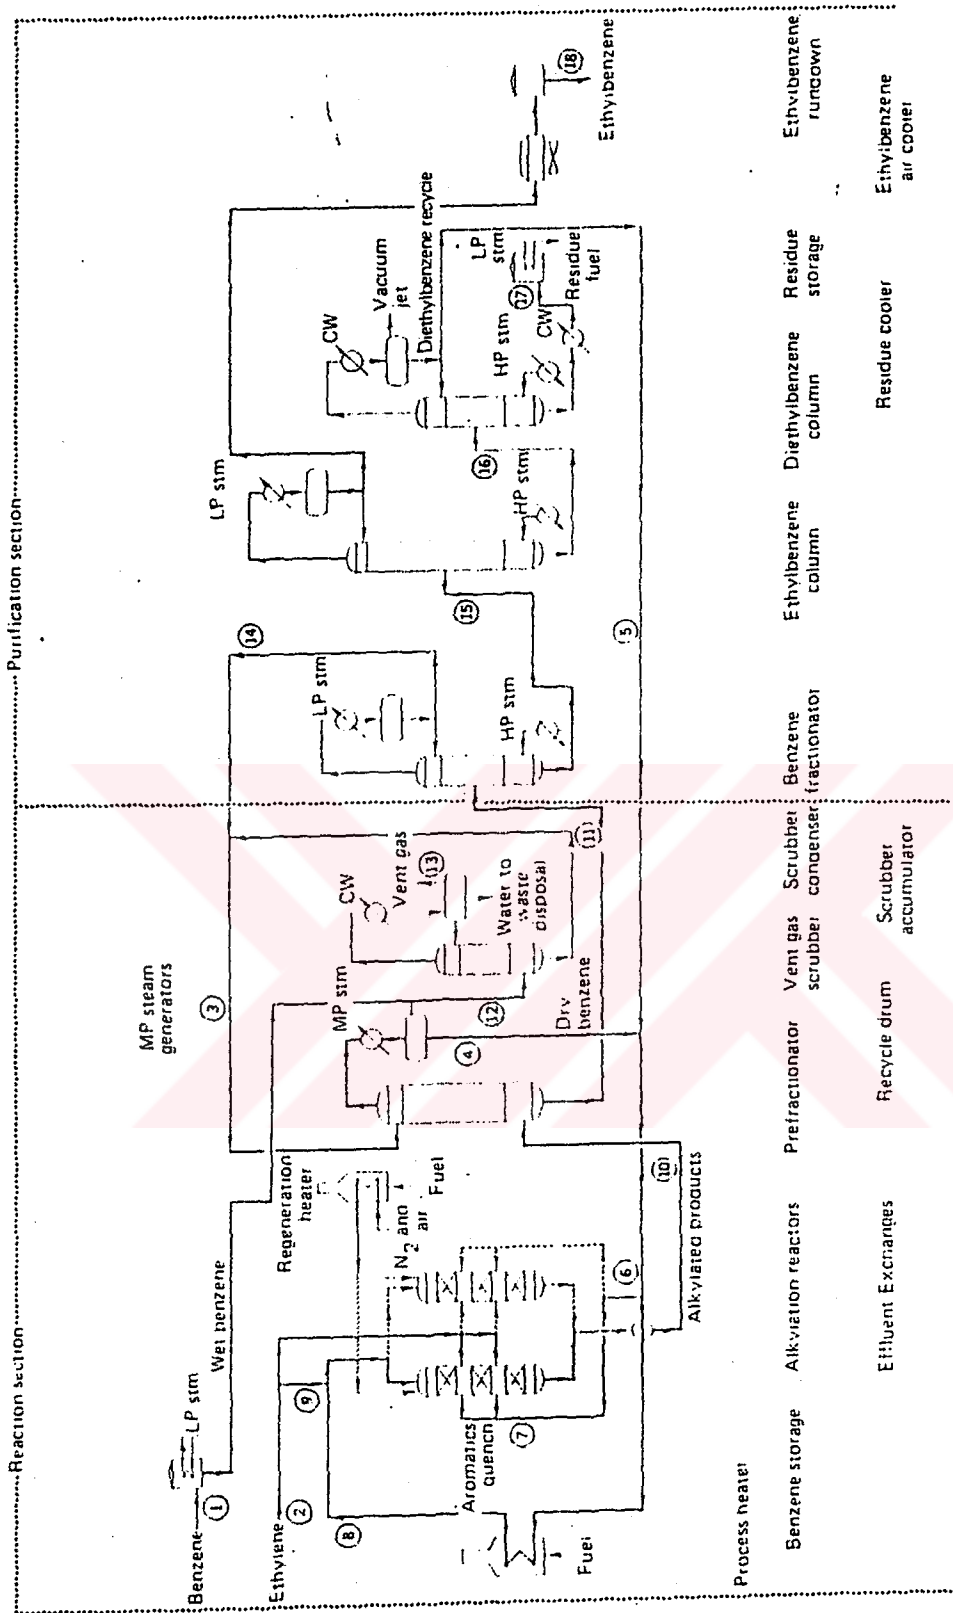 Reaction section
Purification section
Benzene
1
LP stm
Wet benzene
Ethylene
2
8
9
Fuel
Aromatics
quencn
7
Regeneration
heater
N2 ano
air
Fuel
6
Alkylated products
10
MP steam
generators
3
MP stm
4
12
CW
Vent gas
13
Water to
waste
disposal
Dry
benzene
11
14
LP stm
HP stm
15
5
LP stm
HP stm
16
CW
Vacuum
jet
Diethylbenzene recycle
HP stm
CW
17
LP
stm
Residue
fuel
18
Ethylbenzene
Process heater
Benzene storage
Alkylation reactors
Effluent Exchanges
Prefractionator
Recycle drum
Vent gas
scrubber
Scrubber
condenser
Scrubber
accumulator
Benzene
fractionator
Ethylbenzene
column
Diethylbenzene
column
Residue cooler
Residue
storage
Ethylbenzene
air cooler
Ethylbenzene
rundown